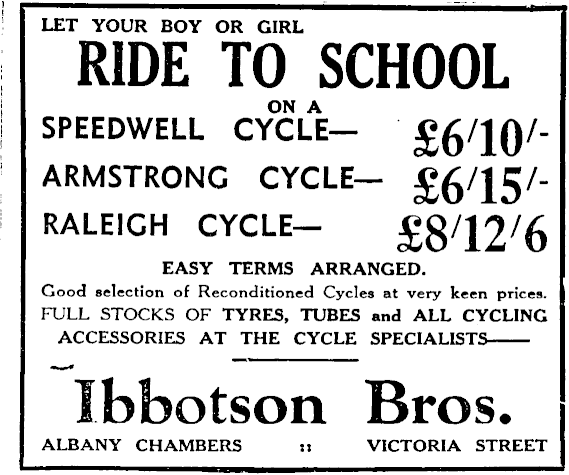 LET YOUR BOY OR GIRL
RIDE TO SCHOOL
ON A
SPEEDWELL CYCLE— £6/10/-
ARMSTRONG CYCLE— £6/15/-
RALEIGH CYCLE— £8/12/6
EASY TERMS ARRANGED.
Good selection of Reconditioned Cycles at very keen prices.
FULL STOCKS OF TYRES, TUBES and ALL CYCLING
ACCESSORIES AT THE CYCLE SPECIALISTS——
Ibbotson Bros.
ALBANY CHAMBERS :: VICTORIA STREET